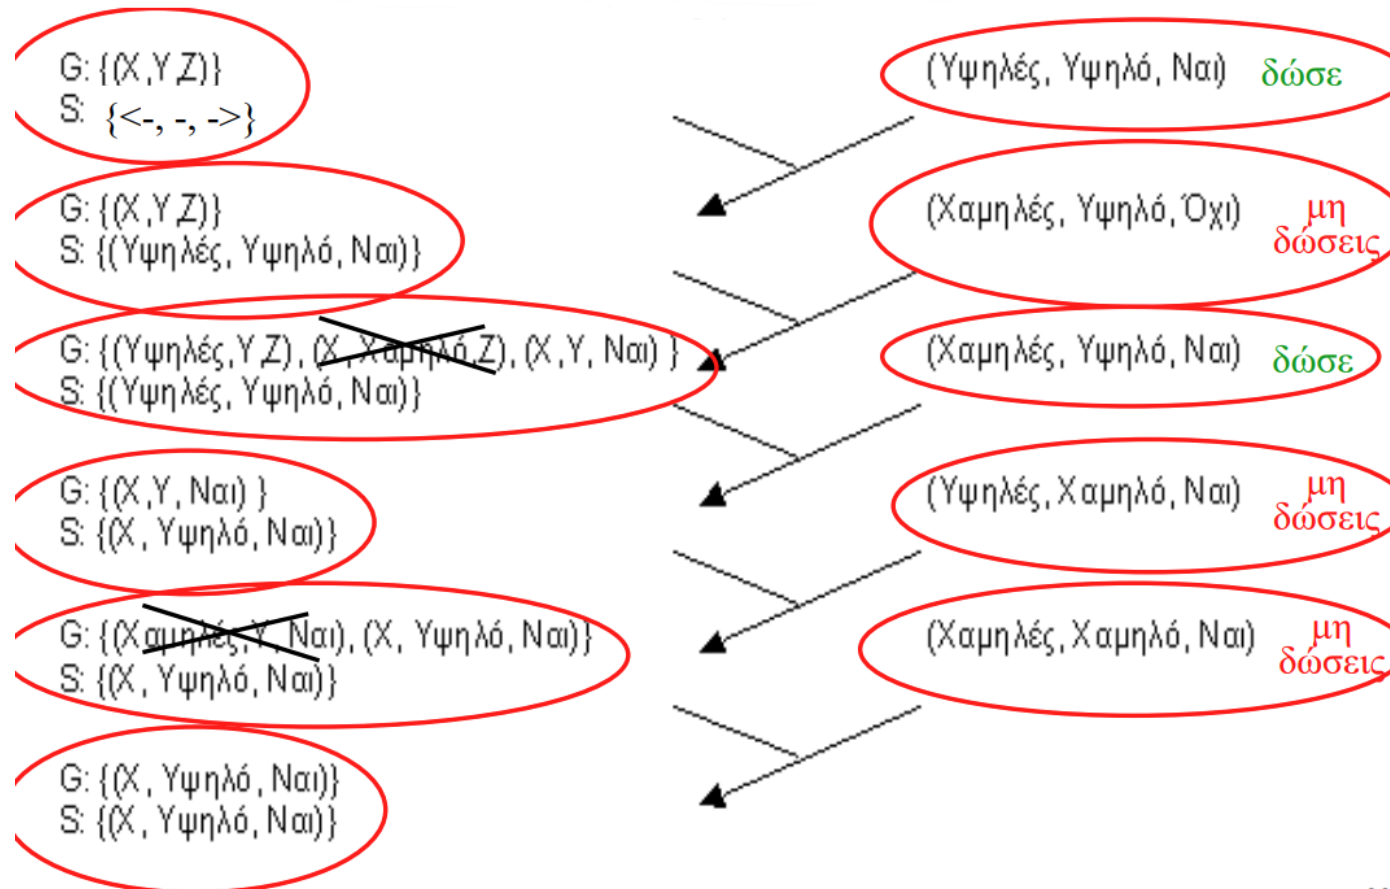 G: {(X,Y,Z)}
S: {<-, -, ->}
(Υψηλές, Υψηλό, Ναι) δώσε
G: {(X,Y,Z)}
S: {(Υψηλές, Υψηλό, Ναι)}
(Χαμηλές, Υψηλό, Όχι) μη
δώσεις
G: {(Υψηλές,Y,Z), (X, Χαμηλό,Z), (X,Y, Ναι) }
S: {(Υψηλές, Υψηλό, Ναι)}
(Χαμηλές, Υψηλό, Ναι) δώσε
G: {(X,Y, Ναι) }
S: {(X, Υψηλό, Ναι)}
(Υψηλές, Χαμηλό, Ναι) μη
δώσεις
G: {(Χαμηλές, Y, Ναι), (X, Υψηλό, Ναι)}
S: {(X, Υψηλό, Ναι)}
(Χαμηλές, Χαμηλό, Ναι) μη
δώσεις
G: {(X, Υψηλό, Ναι)}
S: {(X, Υψηλό, Ναι)}